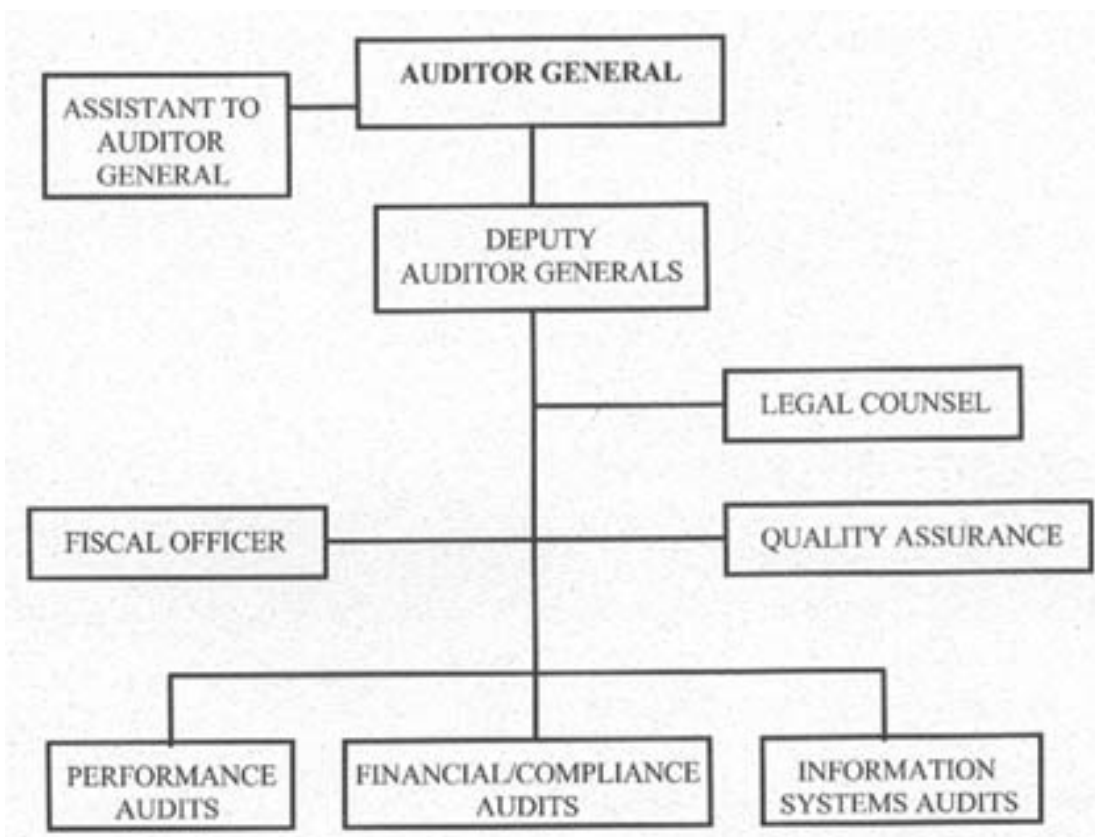 AUDITOR GENERAL
ASSISTANT TO
AUDITOR
GENERAL
DEPUTY
AUDITOR GENERALS
LEGAL COUNSEL
FISCAL OFFICER
QUALITY ASSURANCE
PERFORMANCE
AUDITS
FINANCIAL/COMPLIANCE
AUDITS
INFORMATION
SYSTEMS AUDITS